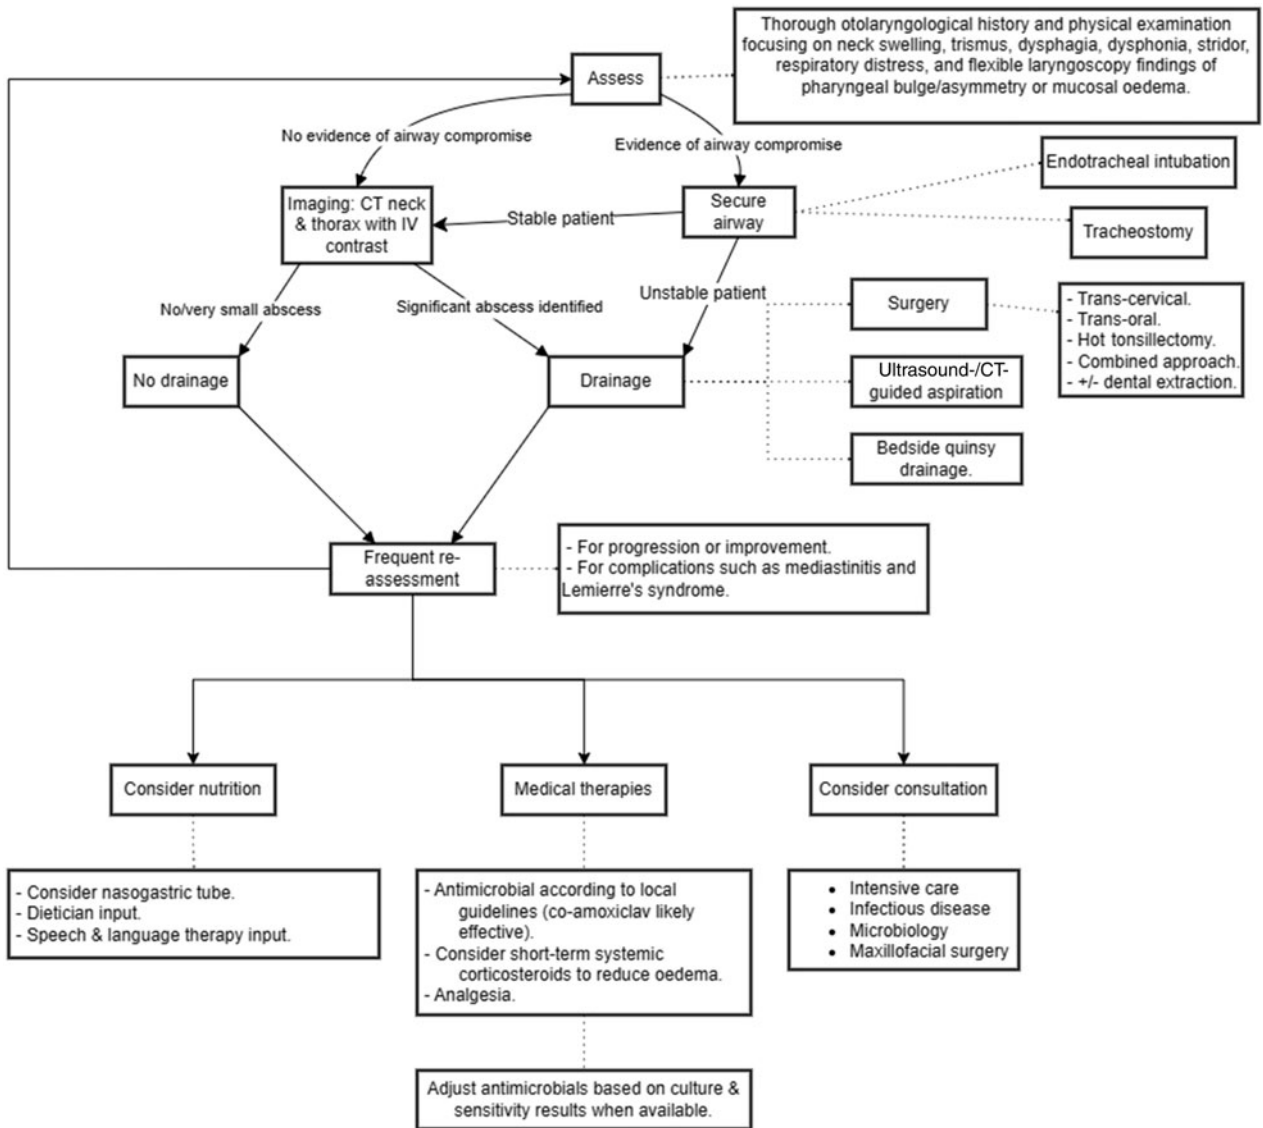 Thorough otolaryngological history and physical examination
focusing on neck swelling, trismus, dysphagia, dysphonia, stridor,
respiratory distress, and flexible laryngoscopy findings of
pharyngeal bulge/asymmetry or mucosal oedema.
Assess
No evidence of airway compromise
Evidence of airway compromise
Endotracheal intubation
Imaging: CT neck
& thorax with IV
contrast
Stable patient
Secure
airway
Tracheostomy
No/very small abscess
Significant abscess identified
Unstable patient
Surgery
- Trans-cervical.
- Trans-oral.
- Hot tonsillectomy.
- Combined approach.
- +/- dental extraction.
No drainage
Drainage
Ultrasound-/CT-
guided aspiration
Bedside quinsy
drainage.
Frequent re-
assessment
- For progression or improvement.
- For complications such as mediastinitis and
Lemierre's syndrome.
Consider nutrition
Medical therapies
Consider consultation
- Consider nasogastric tube.
- Dietician input.
- Speech & language therapy input.
- Antimicrobial according to local
guidelines (co-amoxiclav likely
effective).
- Consider short-term systemic
corticosteroids to reduce oedema.
- Analgesia.
• Intensive care
• Infectious disease
• Microbiology
• Maxillofacial surgery
Adjust antimicrobials based on culture &
sensitivity results when available.